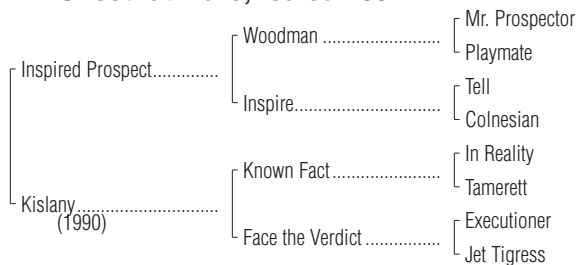 Mr. Prospector
Woodman
Playmate
Inspired Prospect
Tell
Inspire
Colnesian
In Reality
Known Fact
Tamerett
Kislany
(1990)
Executioner
Face the Verdict
Jet Tigress